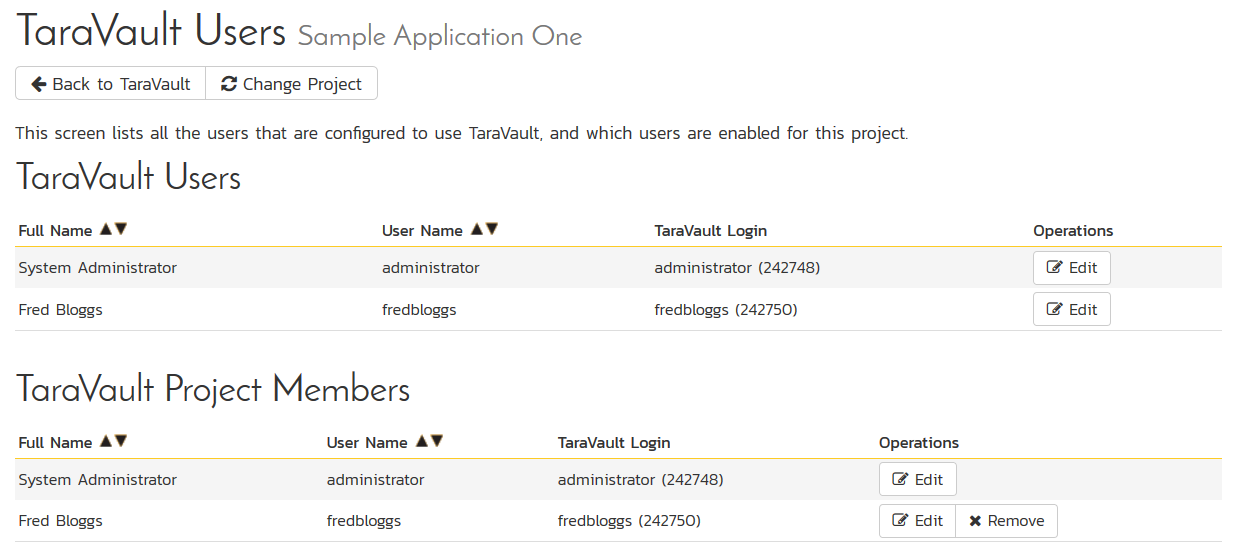 TaraVault Users Sample Application One
Back to TaraVault Change Project
This screen lists all the users that are configured to use TaraVault, and which users are enabled for this project.
TaraVault Users
Full Name ▲▼ User Name ▲▼ TaraVault Login Operations
System Administrator administrator administrator (242748) Edit
Fred Bloggs fredbloggs fredbloggs (242750) Edit
TaraVault Project Members
Full Name ▲▼ User Name ▲▼ TaraVault Login Operations
System Administrator administrator administrator (242748) Edit
Fred Bloggs fredbloggs fredbloggs (242750) Edit Remove